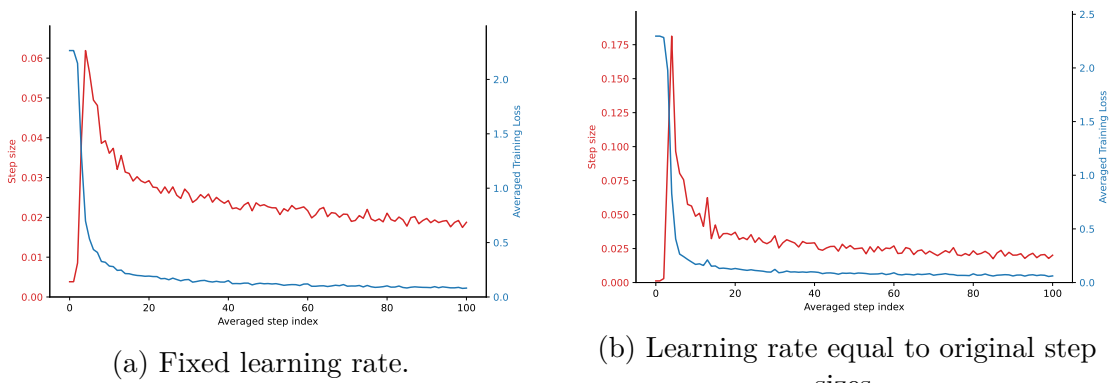 0.06
0.05
0.04
0.03
0.02
0.01
0.00
Step size
2.0
1.5
1.0
0.5
0.0
Averaged Training Loss
0 20 40 60 80 100
Averaged step index
(a) Fixed learning rate.
0.175
0.150
0.125
0.100
0.075
0.050
0.025
0.000
Step size
2.5
2.0
1.5
1.0
0.5
0.0
Averaged Training Loss
0 20 40 60 80 100
Averaged step index
(b) Learning rate equal to original step